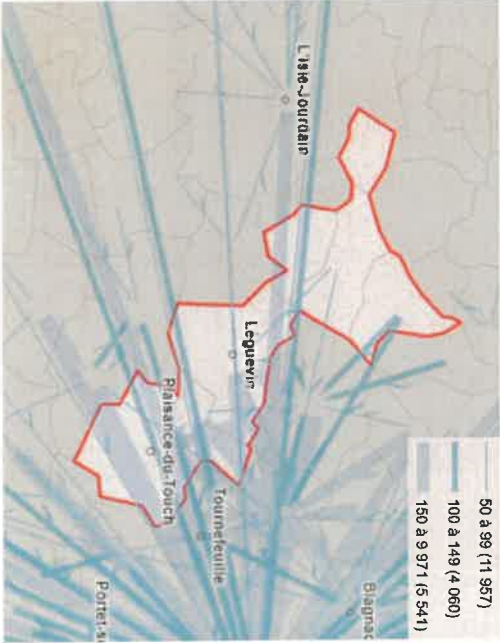 50 à 99 (11 957)
100 à 149 (4 060)
150 à 9 971 (5 541)
L'Isle-Jourdain
Leguevin
Plaisance-du-Touch
Tournefeuille
Blagnac
Portet-s